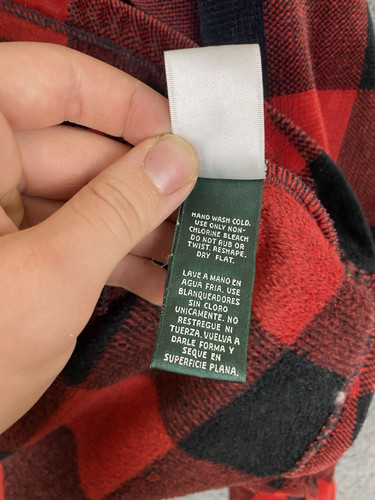 HAND WASH COLD.
USE ONLY NON-
CHLORINE BLEACH
DO NOT RUB OR
TWIST. RESHAPE.
DRY FLAT.
LAVE A MANO EN
AGUA FRIA. USE
BLANQUEADORES
SIN CLORO
UNICAMENTE. NO
RESTREGUE NI
TUERZA, VUELVA A
DARLE FORMA Y
SEQUE EN
SUPERFICIE PLANA.